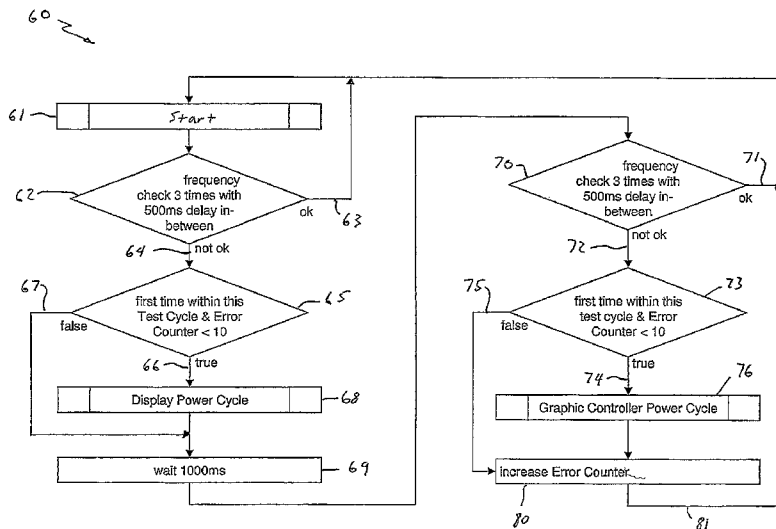 60
61
Start
62
frequency
check 3 times with
500ms delay in-
between
ok
63
64
not ok
67
65
first time within this
Test Cycle & Error
Counter < 10
false
66
true
Display Power Cycle
68
wait 1000ms
69
70
frequency
check 3 times with
500ms delay in-
between
71
ok
72
not ok
75
73
first time within this
test cycle & Error
Counter < 10
false
74
true
76
Graphic Controller Power Cycle
increase Error Counter
80
81